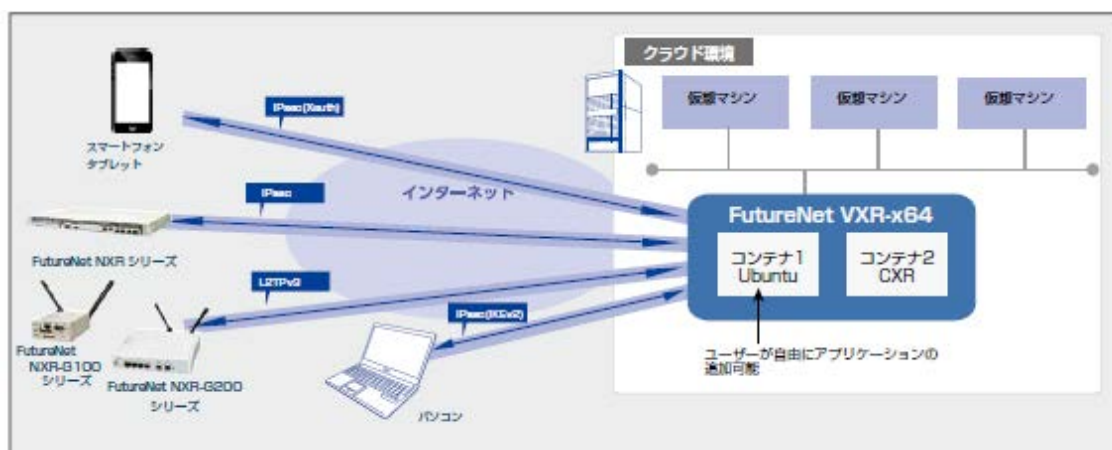 クラウド環境
仮想マシン
仮想マシン
仮想マシン
IPsec(Xauth)
スマートフォン
タブレット
インターネット
IPsec
FutureNet NXR シリーズ
FutureNet VXR-x64
コンテナ1
Ubuntu
コンテナ2
CXR
L2TPv3
IPsec(IKEv2)
FutureNet
NXR-G100
シリーズ
FutureNet NXR-G200
シリーズ
パソコン
ユーザーが自由にアプリケーションの
追加可能